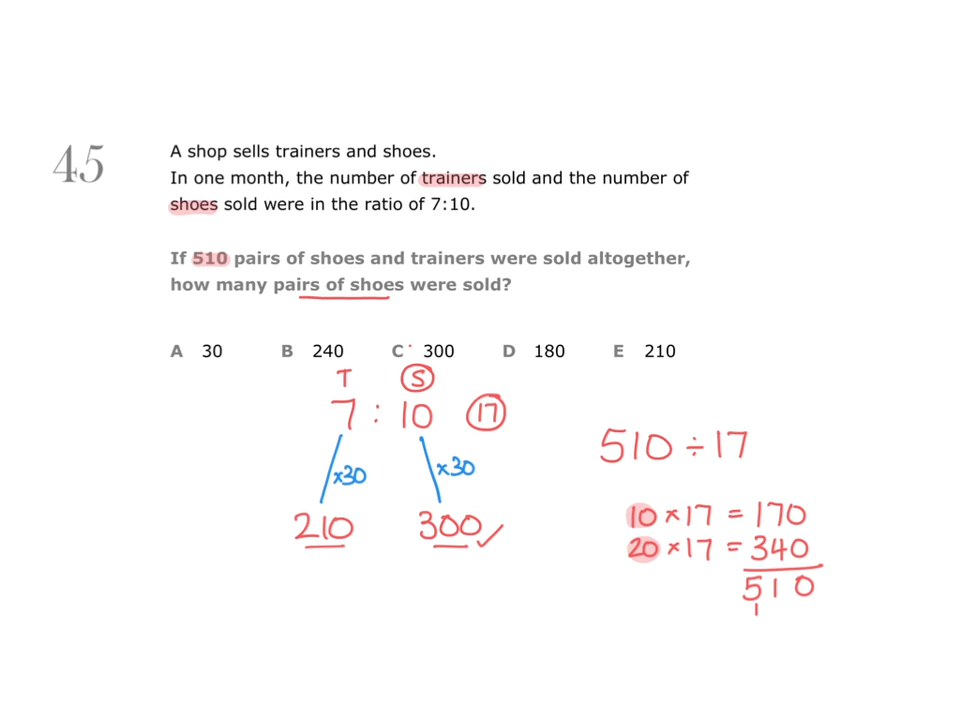 45
A shop sells trainers and shoes.
In one month, the number of trainers sold and the number of
shoes sold were in the ratio of 7:10.
If 510 pairs of shoes and trainers were sold altogether,
how many pairs of shoes were sold?
A 30 B 240 C 300 D 180 E 210
T S
7 : 10 17
×30 ×30
210 300 ✓
510 ÷ 17
10 × 17 = 170
20 × 17 = 340
510
1